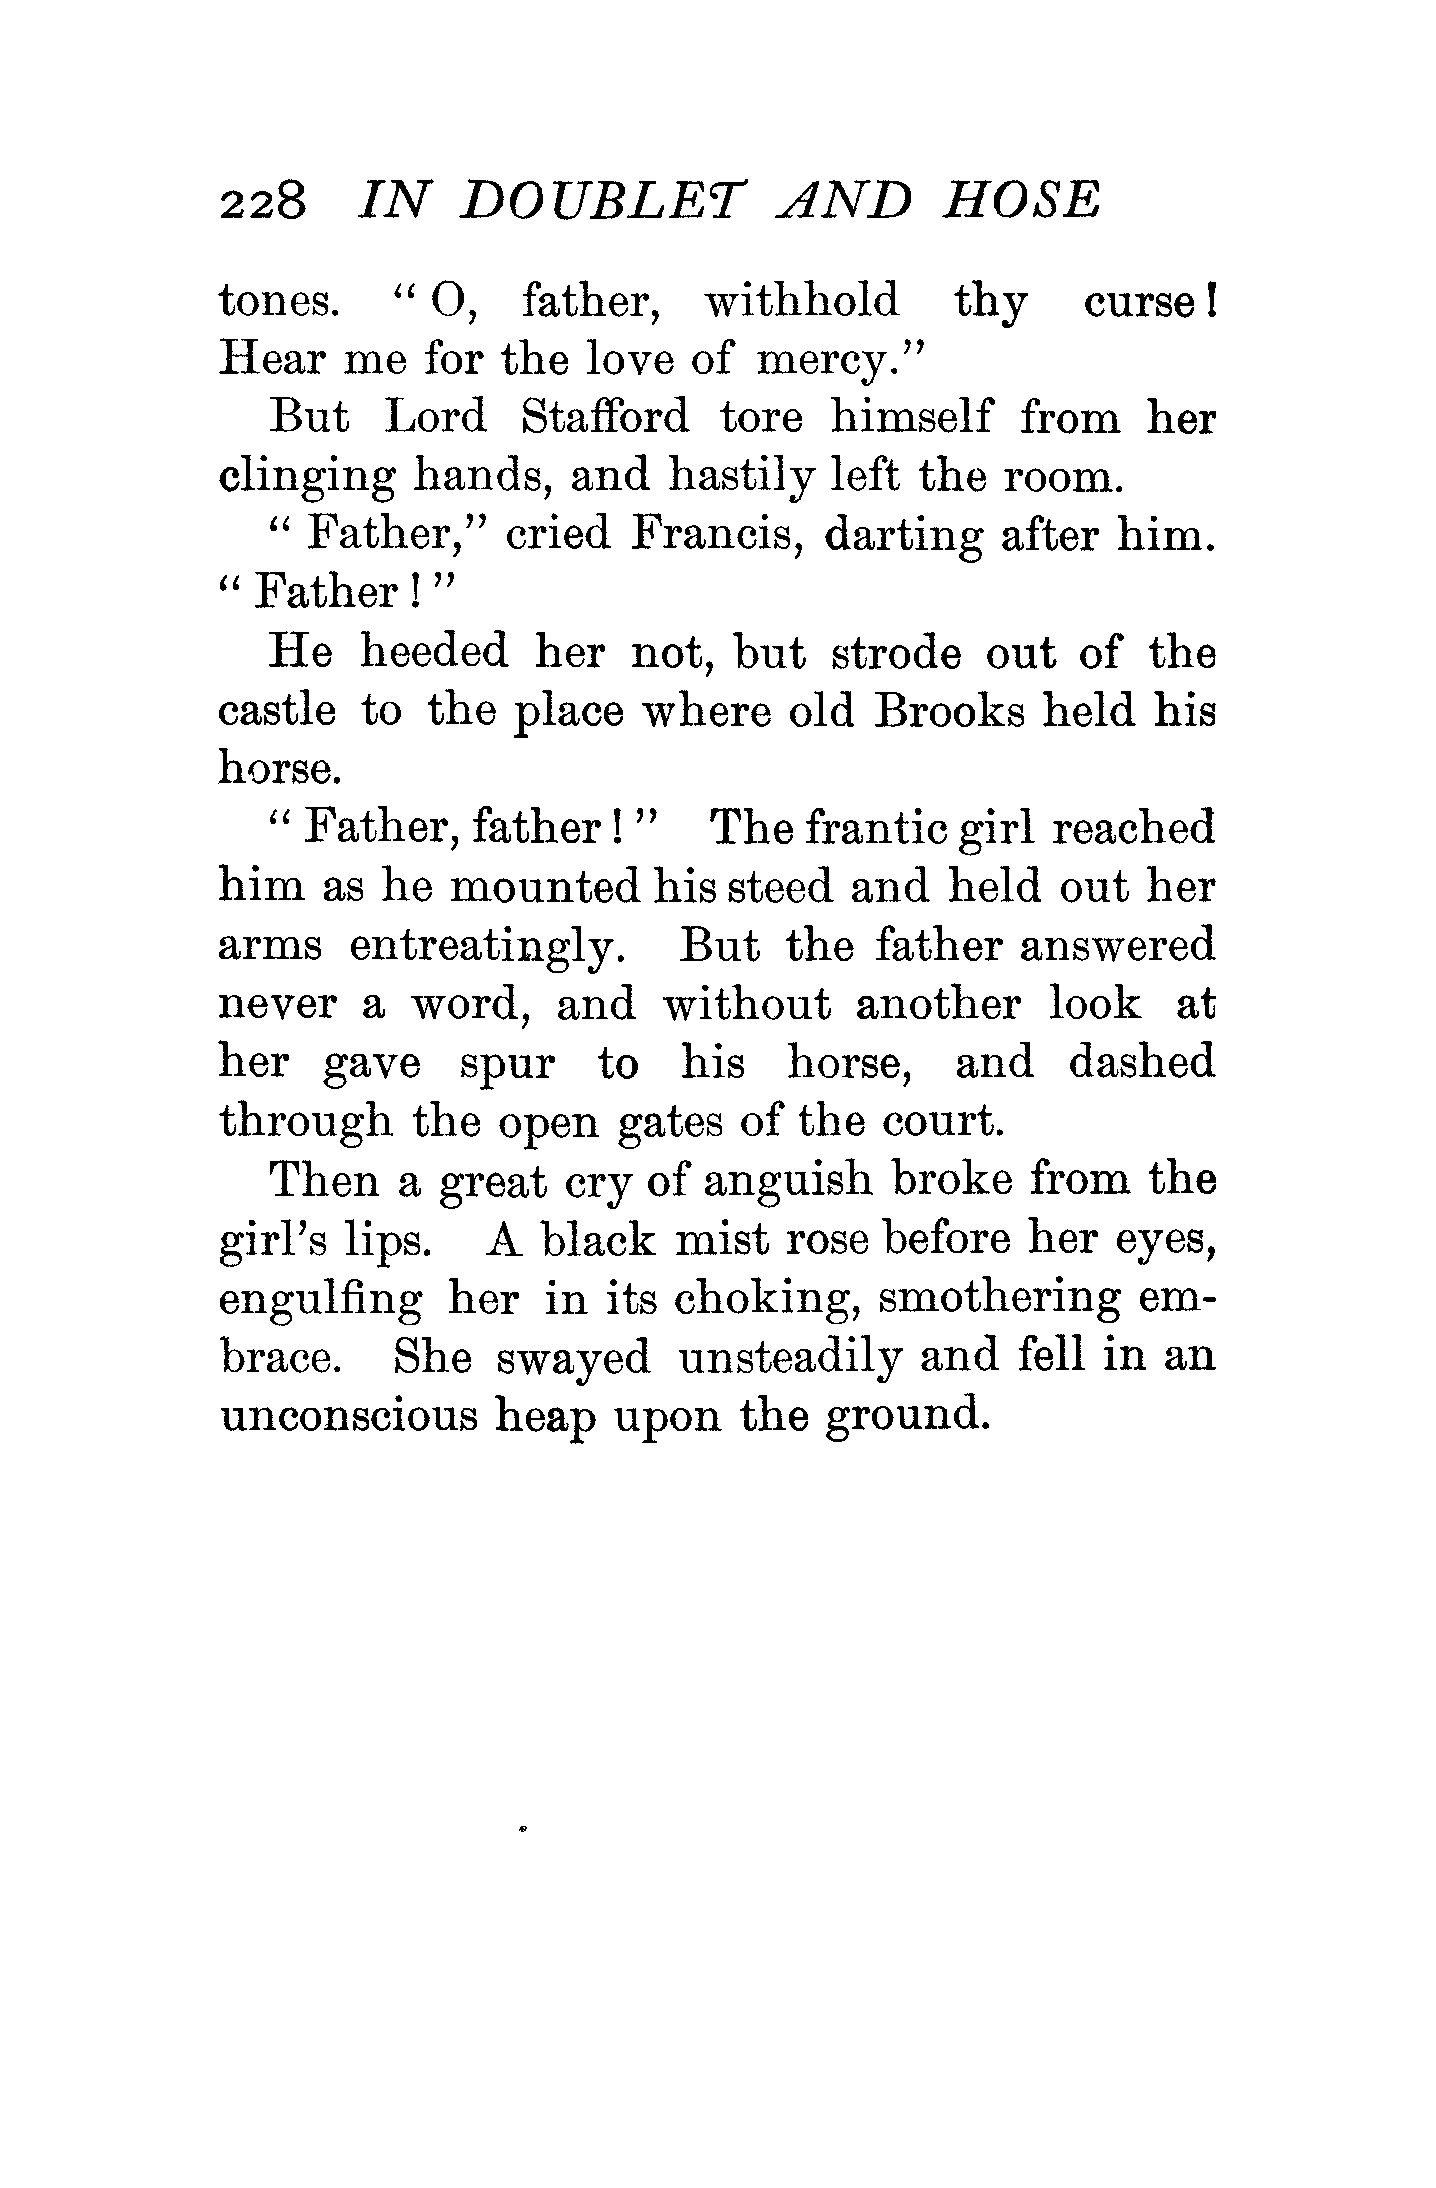 228 IN DOUBLET AND HOSE
tones. “ O, father, withhold thy curse!
Hear me for the love of mercy.”
But Lord Stafford tore himself from her
clinging hands, and hastily left the room.
“ Father,” cried Francis, darting after him.
“ Father ! ”
He heeded her not, but strode out of the
castle to the place where old Brooks held his
horse.
“ Father, father ! ” The frantic girl reached
him as he mounted his steed and held out her
arms entreatingly. But the father answered
never a word, and without another look at
her gave spur to his horse, and dashed
through the open gates of the court.
Then a great cry of anguish broke from the
girl’s lips. A black mist rose before her eyes,
engulfing her in its choking, smothering em-
brace. She swayed unsteadily and fell in an
unconscious heap upon the ground.